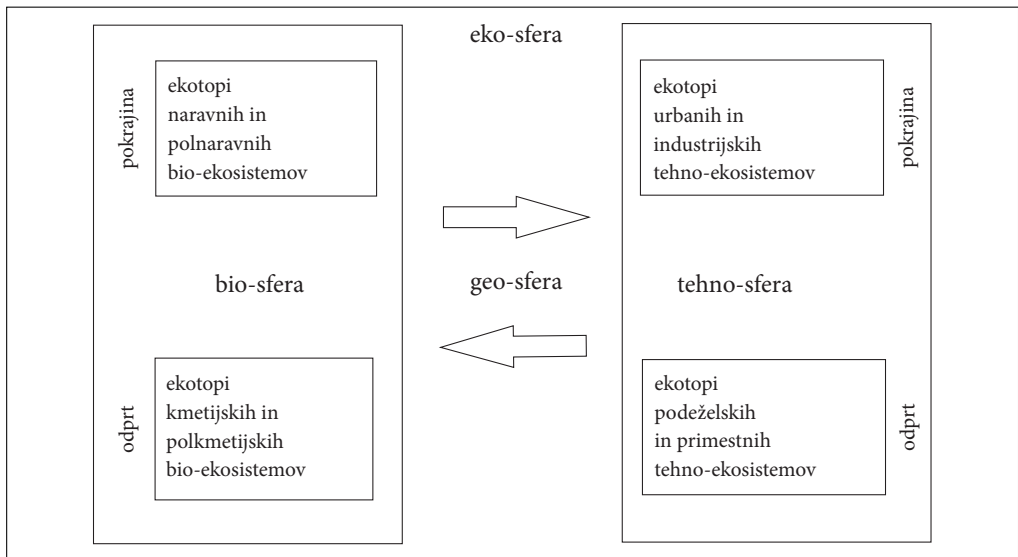 eko-sfera
pokrajina
ekotopi
naravnih in
polnaravnih
bio-ekosistemov
ekotopi
urbanih in
industrijskih
tehno-ekosistemov
pokrajina
bio-sfera
geo-sfera
tehno-sfera
odprt
ekotopi
kmetijskih in
polkmetijskih
bio-ekosistemov
ekotopi
podeželskih
in primestnih
tehno-ekosistemov
odprt